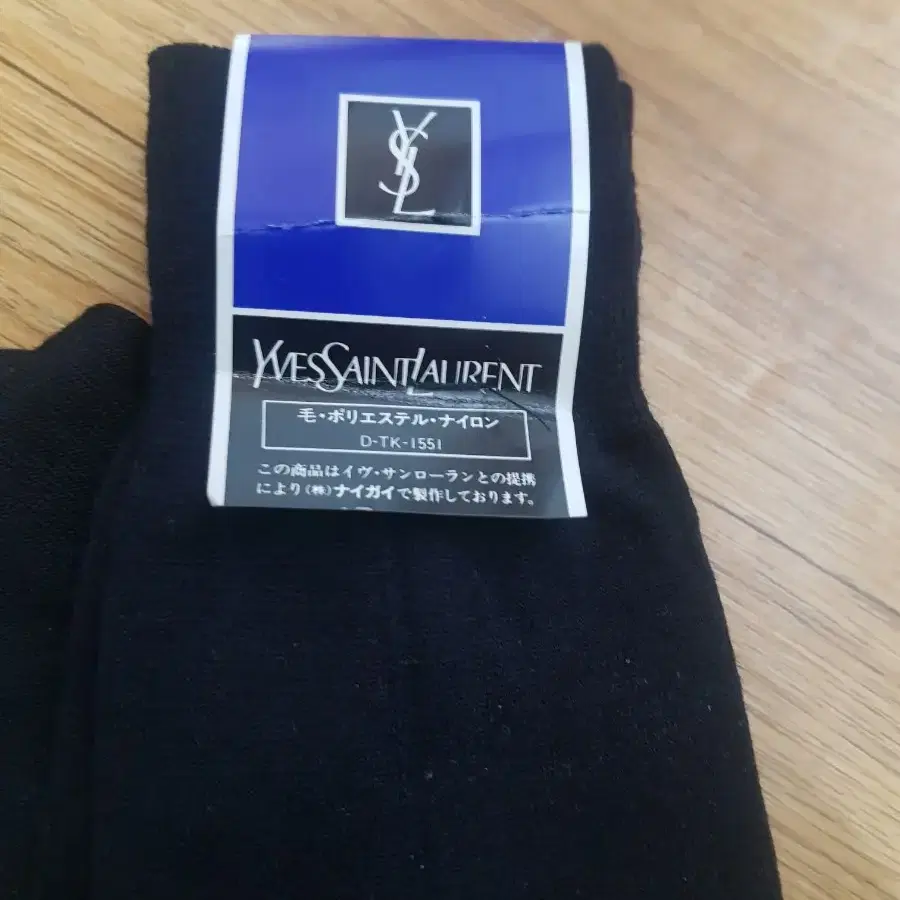 YSL
YVESSAINTLAURENT
毛・ポリエステル・ナイロン
D-TK-1551
この商品はイヴ・サンローランとの提携
により(株)ナイガイで製作しております。